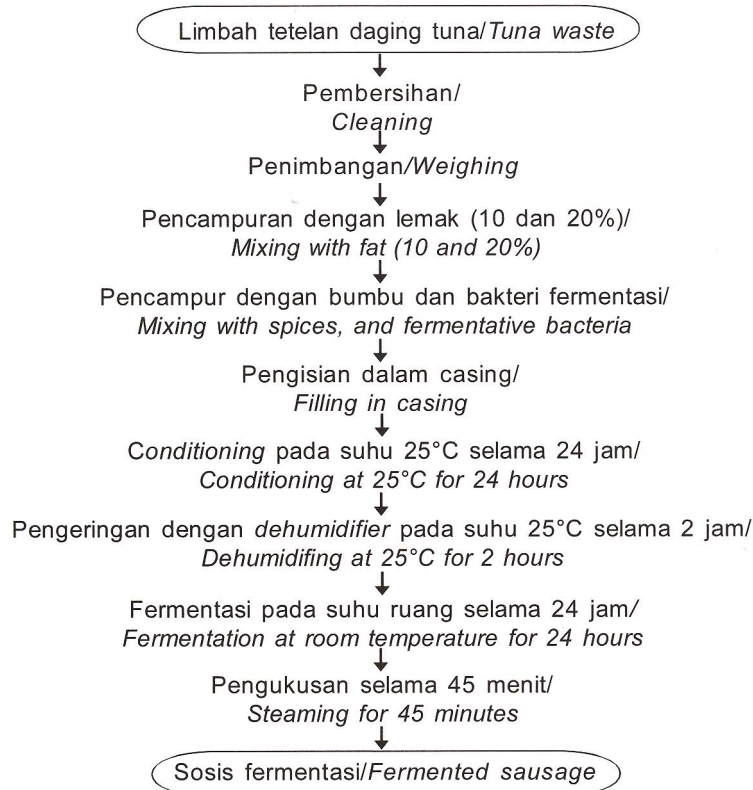 Limbah tetelan daging tuna/Tuna waste
Pembersihan/
Cleaning
Penimbangan/Weighing
Pencampuran dengan lemak (10 dan 20%)/
Mixing with fat (10 and 20%)
Pencampur dengan bumbu dan bakteri fermentasi/
Mixing with spices, and fermentative bacteria
Pengisian dalam casing/
Filling in casing
Conditioning pada suhu 25°C selama 24 jam/
Conditioning at 25°C for 24 hours
Pengeringan dengan dehumidifier pada suhu 25°C selama 2 jam/
Dehumidifing at 25°C for 2 hours
Fermentasi pada suhu ruang selama 24 jam/
Fermentation at room temperature for 24 hours
Pengukusan selama 45 menit/
Steaming for 45 minutes
Sosis fermentasi/Fermented sausage